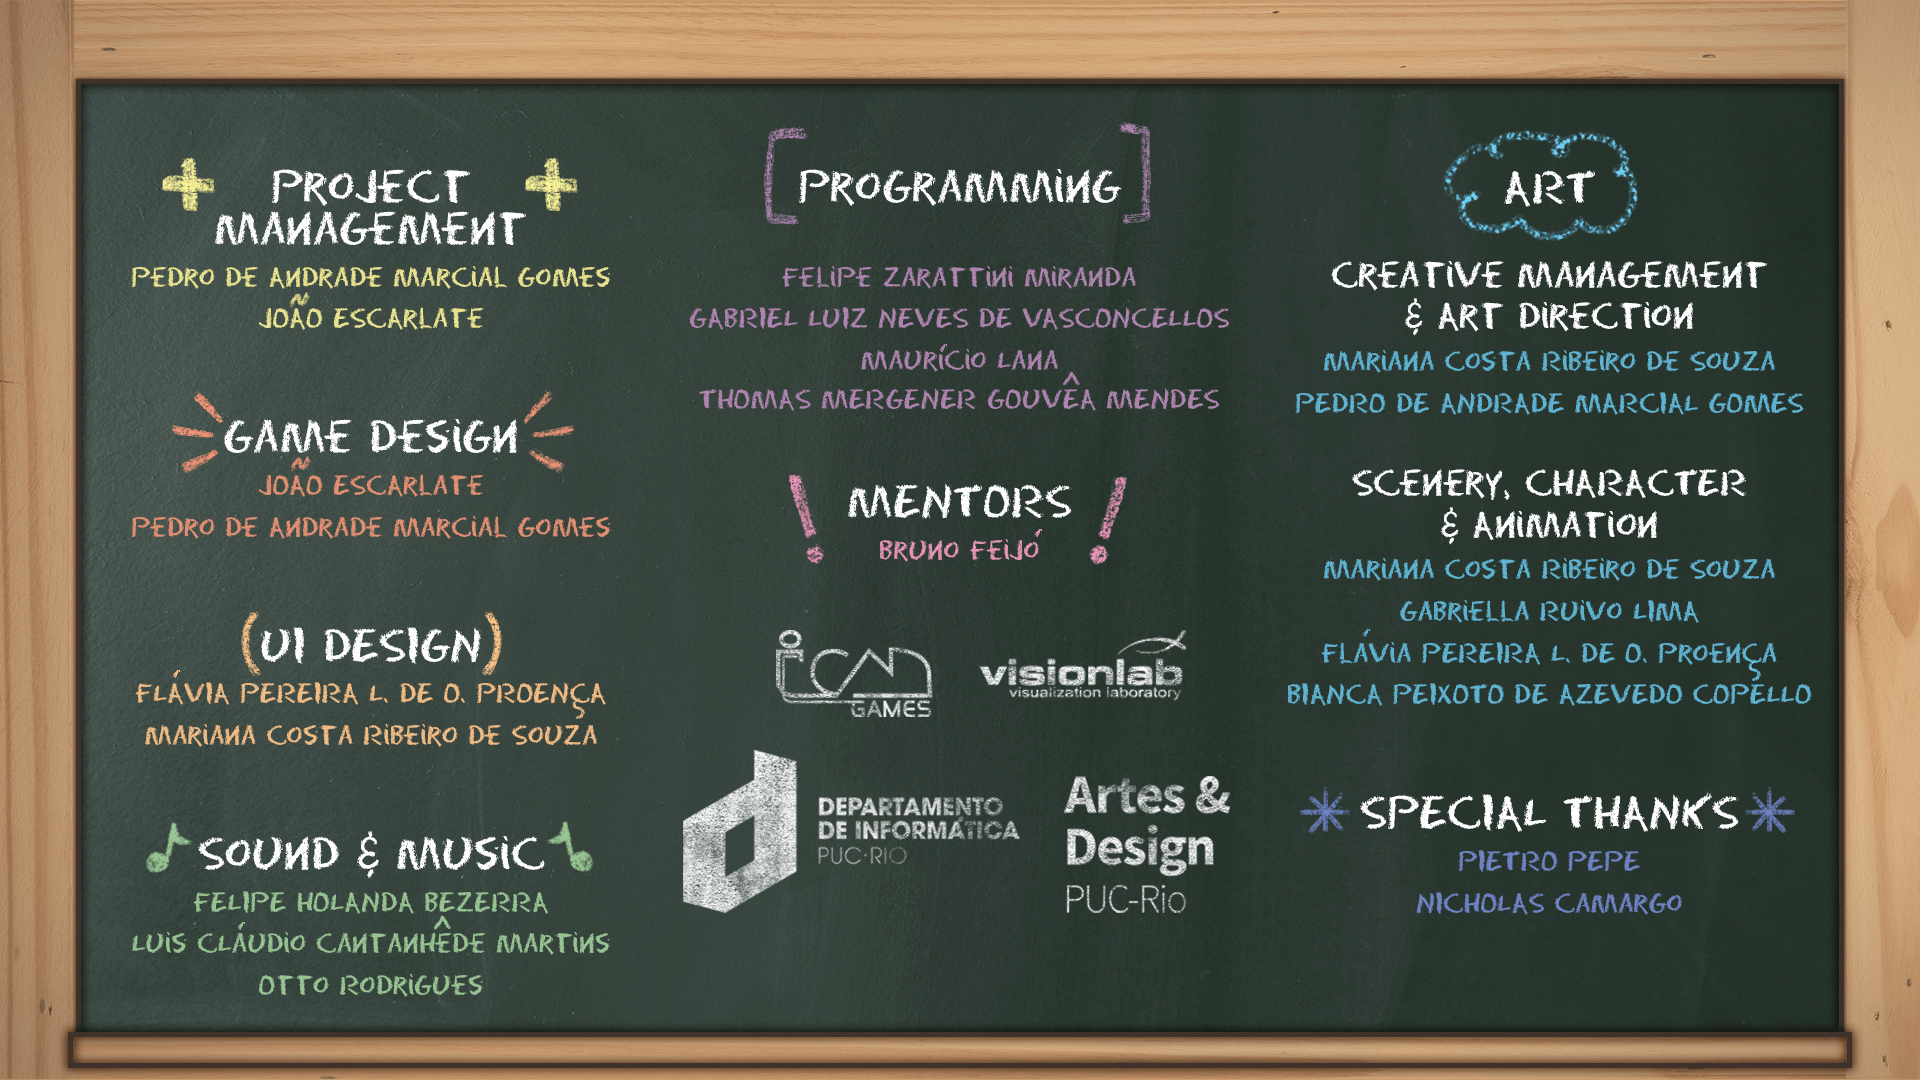 PROJECT
MANAGEMENT
PEDRO DE ANDRADE MARCIAL GOMES
JOÃO ESCARLATE
GAME DESIGN
JOÃO ESCARLATE
PEDRO DE ANDRADE MARCIAL GOMES
(UI DESIGN)
FLÁVIA PEREIRA L. DE O. PROENÇA
MARIANA COSTA RIBEIRO DE SOUZA
SOUND & MUSIC
FELIPE HOLANDA BEZERRA
LUIS CLÁUDIO CANTANHÊDE MARTINS
OTTO RODRIGUES
[PROGRAMMING]
FELIPE ZARATTINI MIRANDA
GABRIEL LUIZ NEVES DE VASCONCELLOS
MAURÍCIO LANA
THOMAS MERGENER GOUVÊA MENDES
! MENTORS !
BRUNO FEIJÓ
ICAD
GAMES
visionlab
visualization laboratory
DEPARTAMENTO
DE INFORMÁTICA
PUC·RIO
Artes &
Design
PUC-Rio
ART
CREATIVE MANAGEMENT
& ART DIRECTION
MARIANA COSTA RIBEIRO DE SOUZA
PEDRO DE ANDRADE MARCIAL GOMES
SCENERY, CHARACTER
& ANIMATION
MARIANA COSTA RIBEIRO DE SOUZA
GABRIELLA RUIVO LIMA
FLÁVIA PEREIRA L. DE O. PROENÇA
BIANCA PEIXOTO DE AZEVEDO COPELLO
SPECIAL THANKS
PIETRO PEPE
NICHOLAS CAMARGO